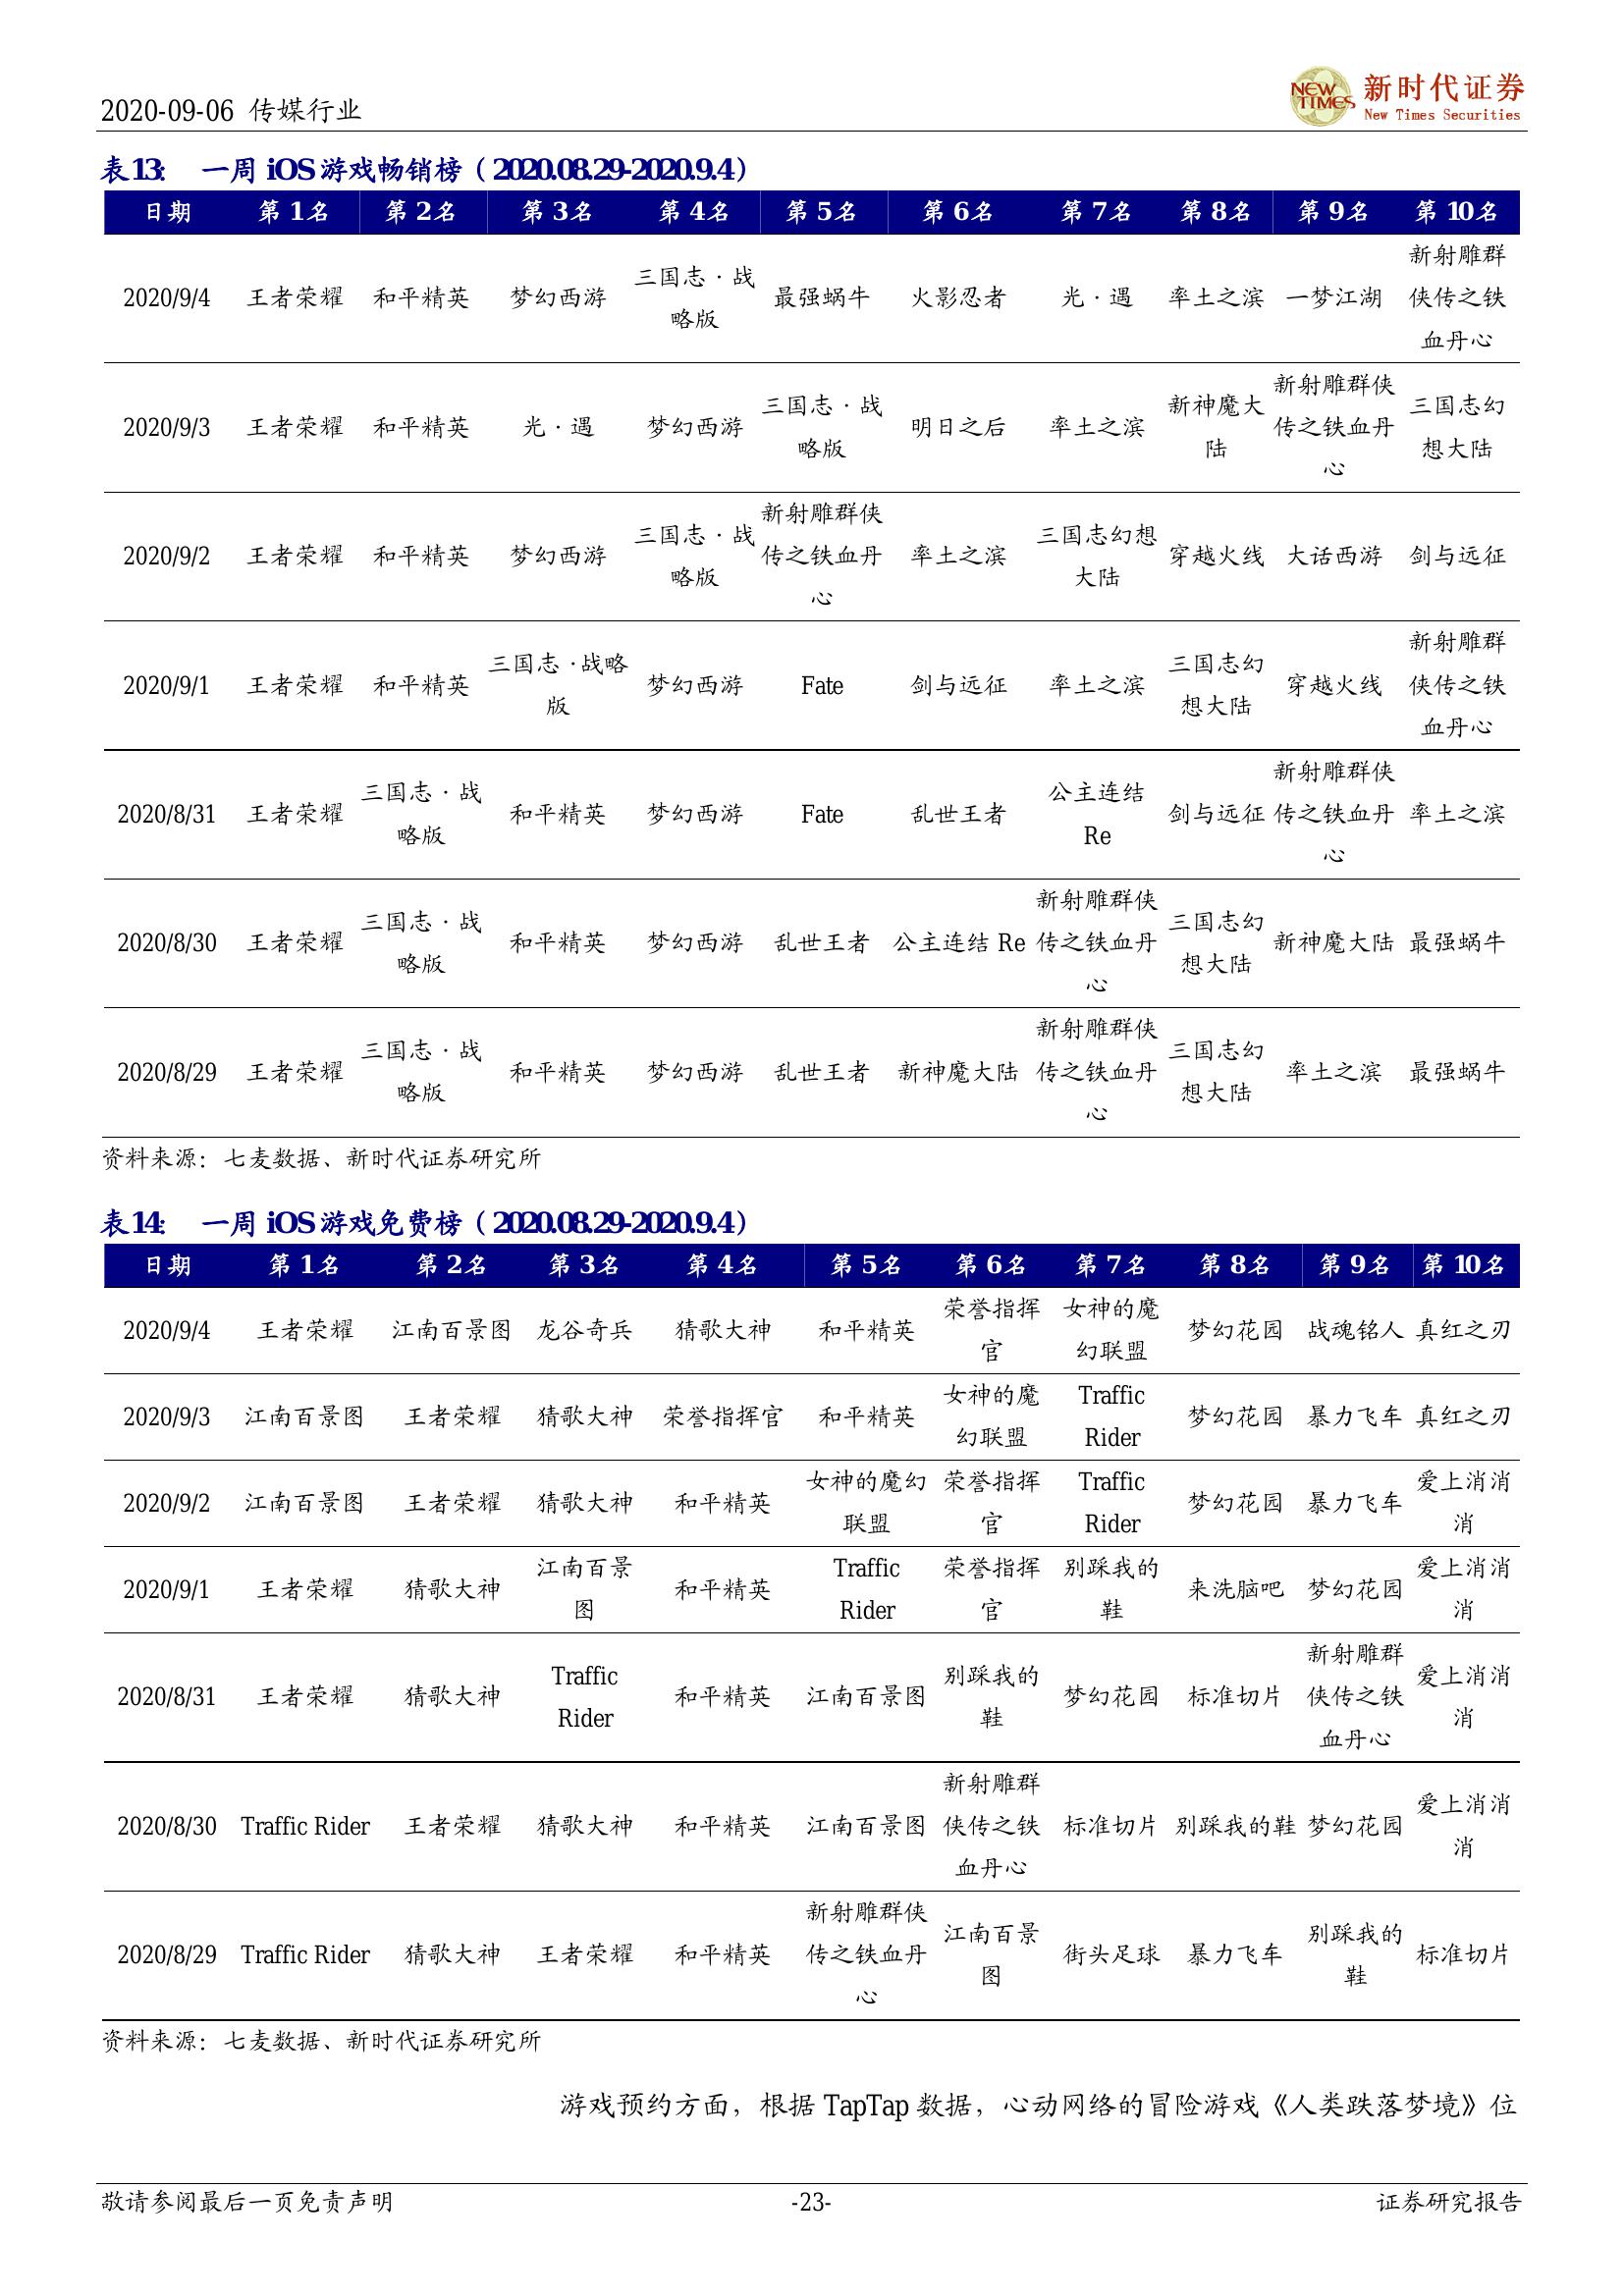 2020-09-06 传媒行业
NEW TIMES 新时代证券
New Times Securities
表13: 一周 iOS 游戏畅销榜（2020.08.29-2020.9.4）
日期 第 1名 第 2名 第 3名 第 4名 第 5名 第 6名 第 7名 第 8名 第 9名 第 10名
2020/9/4 王者荣耀 和平精英 梦幻西游 三国志·战略版 最强蜗牛 火影忍者 光·遇 率土之滨 一梦江湖 新射雕群侠传之铁血丹心
2020/9/3 王者荣耀 和平精英 光·遇 梦幻西游 三国志·战略版 明日之后 率土之滨 新神魔大陆 新射雕群侠传之铁血丹心 三国志幻想大陆
2020/9/2 王者荣耀 和平精英 梦幻西游 三国志·战略版 新射雕群侠传之铁血丹心 率土之滨 三国志幻想大陆 穿越火线 大话西游 剑与远征
2020/9/1 王者荣耀 和平精英 三国志·战略版 梦幻西游 Fate 剑与远征 率土之滨 三国志幻想大陆 穿越火线 新射雕群侠传之铁血丹心
2020/8/31 王者荣耀 三国志·战略版 和平精英 梦幻西游 Fate 乱世王者 公主连结 Re 剑与远征 新射雕群侠传之铁血丹心 率土之滨
2020/8/30 王者荣耀 三国志·战略版 和平精英 梦幻西游 乱世王者 公主连结 Re 新射雕群侠传之铁血丹心 三国志幻想大陆 新神魔大陆 最强蜗牛
2020/8/29 王者荣耀 三国志·战略版 和平精英 梦幻西游 乱世王者 新神魔大陆 新射雕群侠传之铁血丹心 三国志幻想大陆 率土之滨 最强蜗牛
资料来源：七麦数据、新时代证券研究所
表14: 一周 iOS 游戏免费榜（2020.08.29-2020.9.4）
日期 第 1名 第 2名 第 3名 第 4名 第 5名 第 6名 第 7名 第 8名 第 9名 第 10名
2020/9/4 王者荣耀 江南百景图 龙谷奇兵 猜歌大神 和平精英 荣誉指挥官 女神的魔幻联盟 梦幻花园 战魂铭人 真红之刃
2020/9/3 江南百景图 王者荣耀 猜歌大神 荣誉指挥官 和平精英 女神的魔幻联盟 Traffic Rider 梦幻花园 暴力飞车 真红之刃
2020/9/2 江南百景图 王者荣耀 猜歌大神 和平精英 女神的魔幻联盟 荣誉指挥官 Traffic Rider 梦幻花园 暴力飞车 爱上消消消
2020/9/1 王者荣耀 猜歌大神 江南百景图 和平精英 Traffic Rider 荣誉指挥官 别踩我的鞋 来洗脑吧 梦幻花园 爱上消消消
2020/8/31 王者荣耀 猜歌大神 Traffic Rider 和平精英 江南百景图 别踩我的鞋 梦幻花园 标准切片 新射雕群侠传之铁血丹心 爱上消消消
2020/8/30 Traffic Rider 王者荣耀 猜歌大神 和平精英 江南百景图 新射雕群侠传之铁血丹心 标准切片 别踩我的鞋 梦幻花园 爱上消消消
2020/8/29 Traffic Rider 猜歌大神 王者荣耀 和平精英 新射雕群侠传之铁血丹心 江南百景图 街头足球 暴力飞车 别踩我的鞋 标准切片
资料来源：七麦数据、新时代证券研究所
游戏预约方面，根据 TapTap 数据，心动网络的冒险游戏《人类跌落梦境》位
敬请参阅最后一页免责声明 -23- 证券研究报告